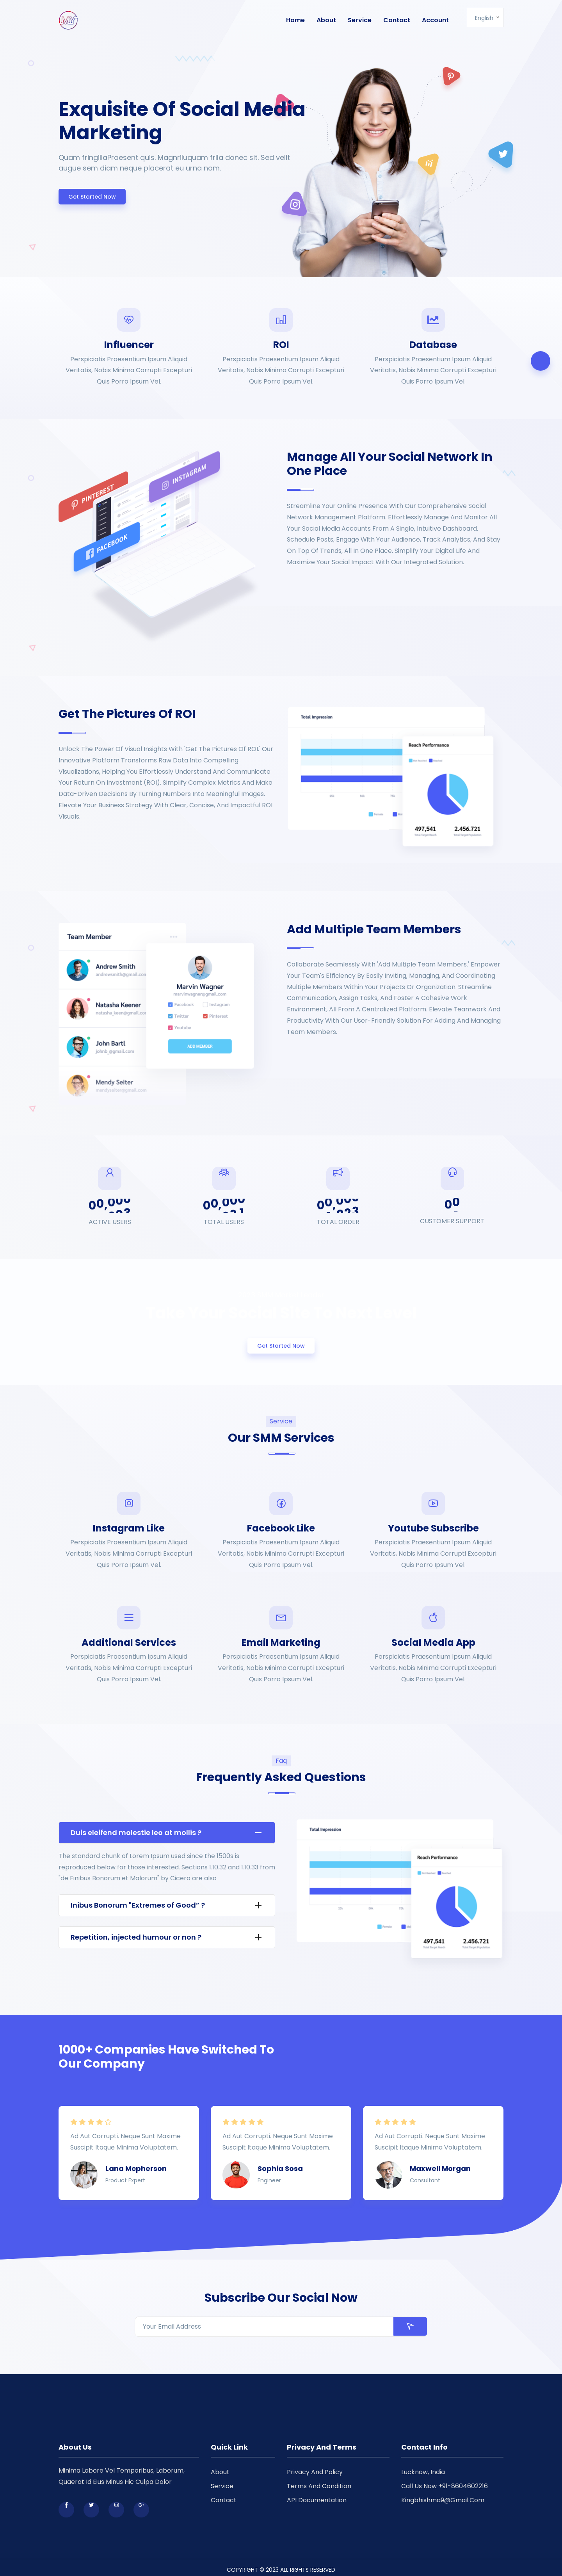 Home About Service Contact Account English
Exquisite Of Social Media
Marketing
Quam fringillaPraesent quis. Magnriluquam frlla donec sit. Sed velit
augue sem diam neque placerat eu urna nam.
Get Started Now
Influencer
Perspiciatis Praesentium Ipsum Aliquid
Veritatis, Nobis Minima Corrupti Excepturi
Quis Porro Ipsum Vel.
ROI
Perspiciatis Praesentium Ipsum Aliquid
Veritatis, Nobis Minima Corrupti Excepturi
Quis Porro Ipsum Vel.
Database
Perspiciatis Praesentium Ipsum Aliquid
Veritatis, Nobis Minima Corrupti Excepturi
Quis Porro Ipsum Vel.
PINTEREST
INSTAGRAM
FACEBOOK
Manage All Your Social Network In
One Place
Streamline Your Online Presence With Our Comprehensive Social
Network Management Platform. Effortlessly Manage And Monitor All
Your Social Media Accounts From A Single, Intuitive Dashboard.
Schedule Posts, Engage With Your Audience, Track Analytics, And Stay
On Top Of Trends, All In One Place. Simplify Your Digital Life And
Maximize Your Social Impact With Our Integrated Solution.
Get The Pictures Of ROI
Unlock The Power Of Visual Insights With 'Get The Pictures Of ROI.' Our
Innovative Platform Transforms Raw Data Into Compelling
Visualizations, Helping You Effortlessly Understand And Communicate
Your Return On Investment (ROI). Simplify Complex Metrics And Make
Data-Driven Decisions By Turning Numbers Into Meaningful Images.
Elevate Your Business Strategy With Clear, Concise, And Impactful ROI
Visuals.
Total Impression
Reach Performance
497,541 2.456.721
Team Member
Andrew Smith
Natasha Keener
John Bartl
Mendy Seiter
Marvin Wagner
Facebook Instagram
Twitter Pinterest
Youtube
ADD MEMBER
Add Multiple Team Members
Collaborate Seamlessly With 'Add Multiple Team Members.' Empower
Your Team's Efficiency By Easily Inviting, Managing, And Coordinating
Multiple Members Within Your Projects Or Organization. Streamline
Communication, Assign Tasks, And Foster A Cohesive Work
Environment, All From A Centralized Platform. Elevate Teamwork And
Productivity With Our User-Friendly Solution For Adding And Managing
Team Members.
ACTIVE USERS
TOTAL USERS
TOTAL ORDER
CUSTOMER SUPPORT
Get Started Now
Service
Our SMM Services
Instagram Like
Perspiciatis Praesentium Ipsum Aliquid
Veritatis, Nobis Minima Corrupti Excepturi
Quis Porro Ipsum Vel.
Facebook Like
Perspiciatis Praesentium Ipsum Aliquid
Veritatis, Nobis Minima Corrupti Excepturi
Quis Porro Ipsum Vel.
Youtube Subscribe
Perspiciatis Praesentium Ipsum Aliquid
Veritatis, Nobis Minima Corrupti Excepturi
Quis Porro Ipsum Vel.
Additional Services
Perspiciatis Praesentium Ipsum Aliquid
Veritatis, Nobis Minima Corrupti Excepturi
Quis Porro Ipsum Vel.
Email Marketing
Perspiciatis Praesentium Ipsum Aliquid
Veritatis, Nobis Minima Corrupti Excepturi
Quis Porro Ipsum Vel.
Social Media App
Perspiciatis Praesentium Ipsum Aliquid
Veritatis, Nobis Minima Corrupti Excepturi
Quis Porro Ipsum Vel.
Faq
Frequently Asked Questions
Duis eleifend molestie leo at mollis ?
The standard chunk of Lorem Ipsum used since the 1500s is
reproduced below for those interested. Sections 1.10.32 and 1.10.33 from
"de Finibus Bonorum et Malorum" by Cicero are also
Inibus Bonorum "Extremes of Good” ?
Repetition, injected humour or non ?
Total Impression
Reach Performance
497,541 2.456.721
1000+ Companies Have Switched To
Our Company
Ad Aut Corrupti. Neque Sunt Maxime
Suscipit Itaque Minima Voluptatem.
Lana Mcpherson
Product Expert
Ad Aut Corrupti. Neque Sunt Maxime
Suscipit Itaque Minima Voluptatem.
Sophia Sosa
Engineer
Ad Aut Corrupti. Neque Sunt Maxime
Suscipit Itaque Minima Voluptatem.
Maxwell Morgan
Consultant
Subscribe Our Social Now
Your Email Address
About Us
Minima Labore Vel Temporibus, Laborum,
Quaerat Id Eius Minus Hic Culpa Dolor
Quick Link
About
Service
Contact
Privacy And Terms
Privacy And Policy
Terms And Condition
API Documentation
Contact Info
Lucknow, India
Call Us Now +91-8604602216
Kingbhishma9@Gmail.Com
COPYRIGHT © 2023 ALL RIGHTS RESERVED